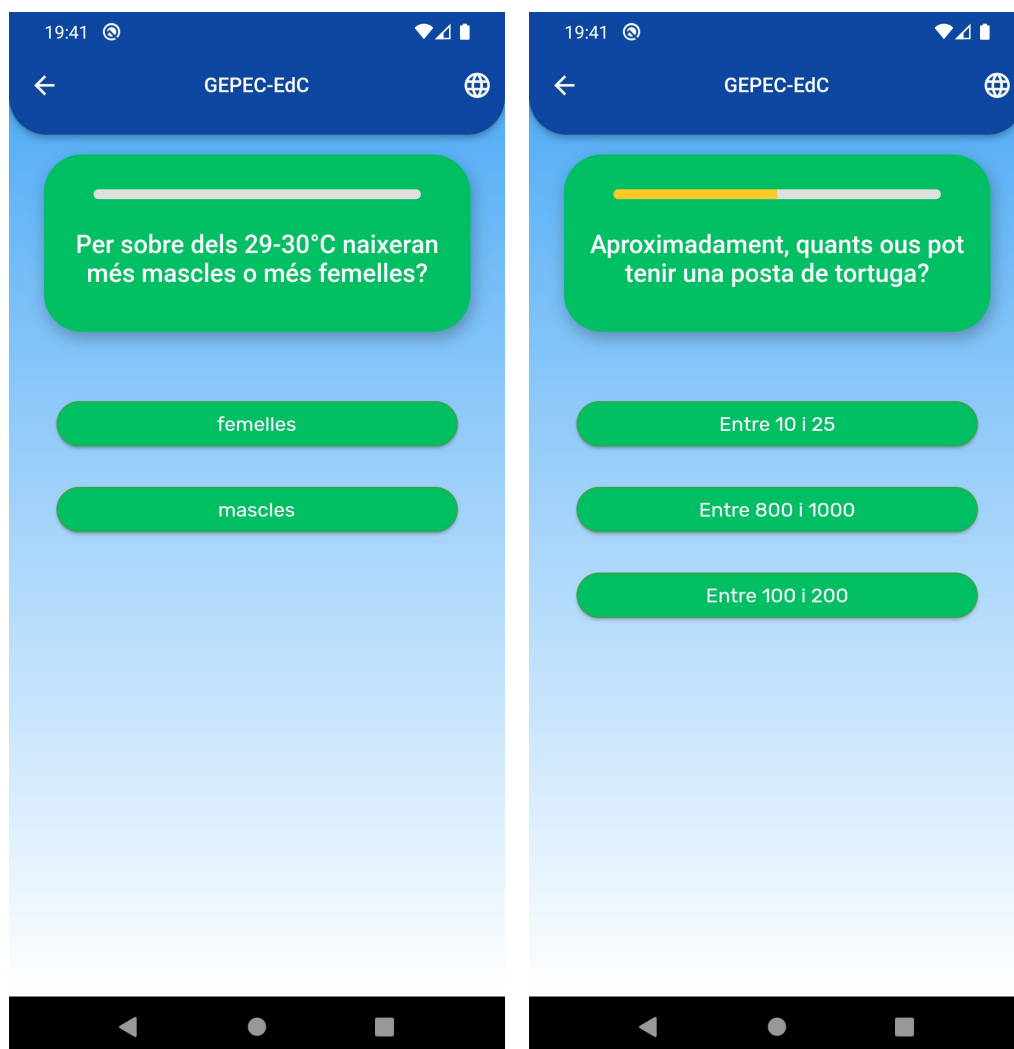 19:41
GEPEC-EdC
Per sobre dels 29-30°C naixeran
més mascles o més femelles?
femelles
mascles
19:41
GEPEC-EdC
Aproximadament, quants ous pot
tenir una posta de tortuga?
Entre 10 i 25
Entre 800 i 1000
Entre 100 i 200